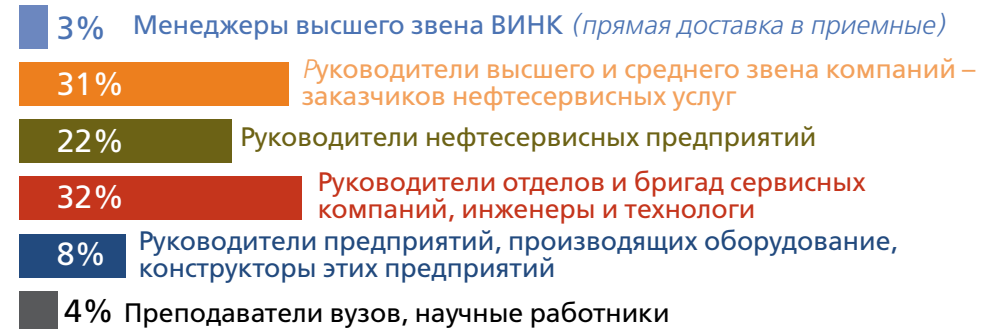 3% Менеджеры высшего звена ВИНК (прямая доставка в приемные)
31% Руководители высшего и среднего звена компаний –
заказчиков нефтесервисных услуг
22% Руководители нефтесервисных предприятий
32% Руководители отделов и бригад сервисных
компаний, инженеры и технологи
8% Руководители предприятий, производящих оборудование,
конструкторы этих предприятий
4% Преподаватели вузов, научные работники